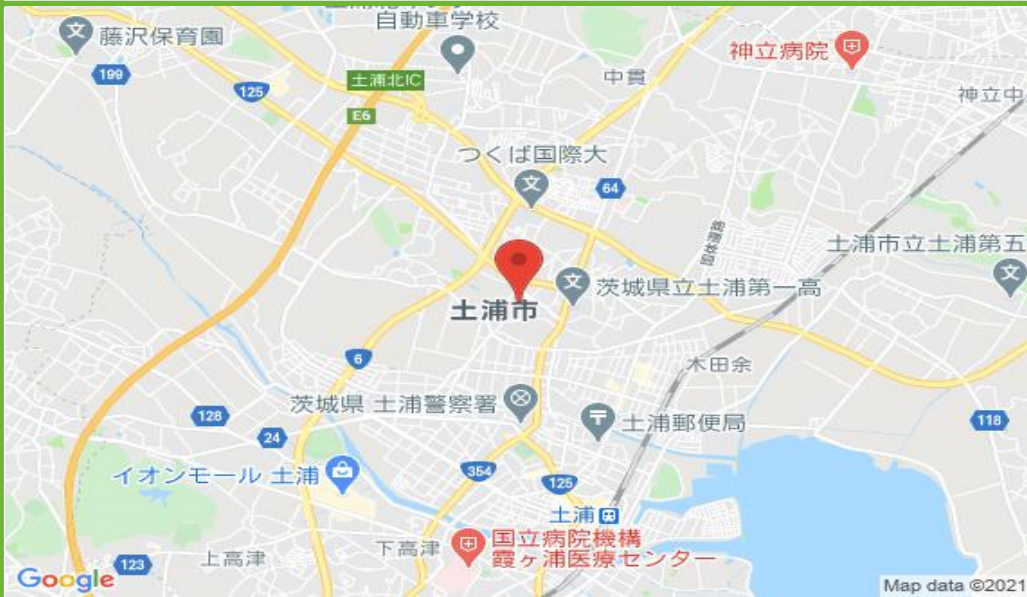 自動車学校
藤沢保育園
神立病院
199
土浦北IC
中貫
125
E6
神立中
つくば国際大
64
土浦市立土浦第五
茨城県立土浦第一高
土浦市
6
木田余
茨城県 土浦警察署
128
土浦郵便局
118
24
イオンモール 土浦
354
125
土浦
国立病院機構
霞ヶ浦医療センター
下高津
上高津
123
Google
Map data ©2021